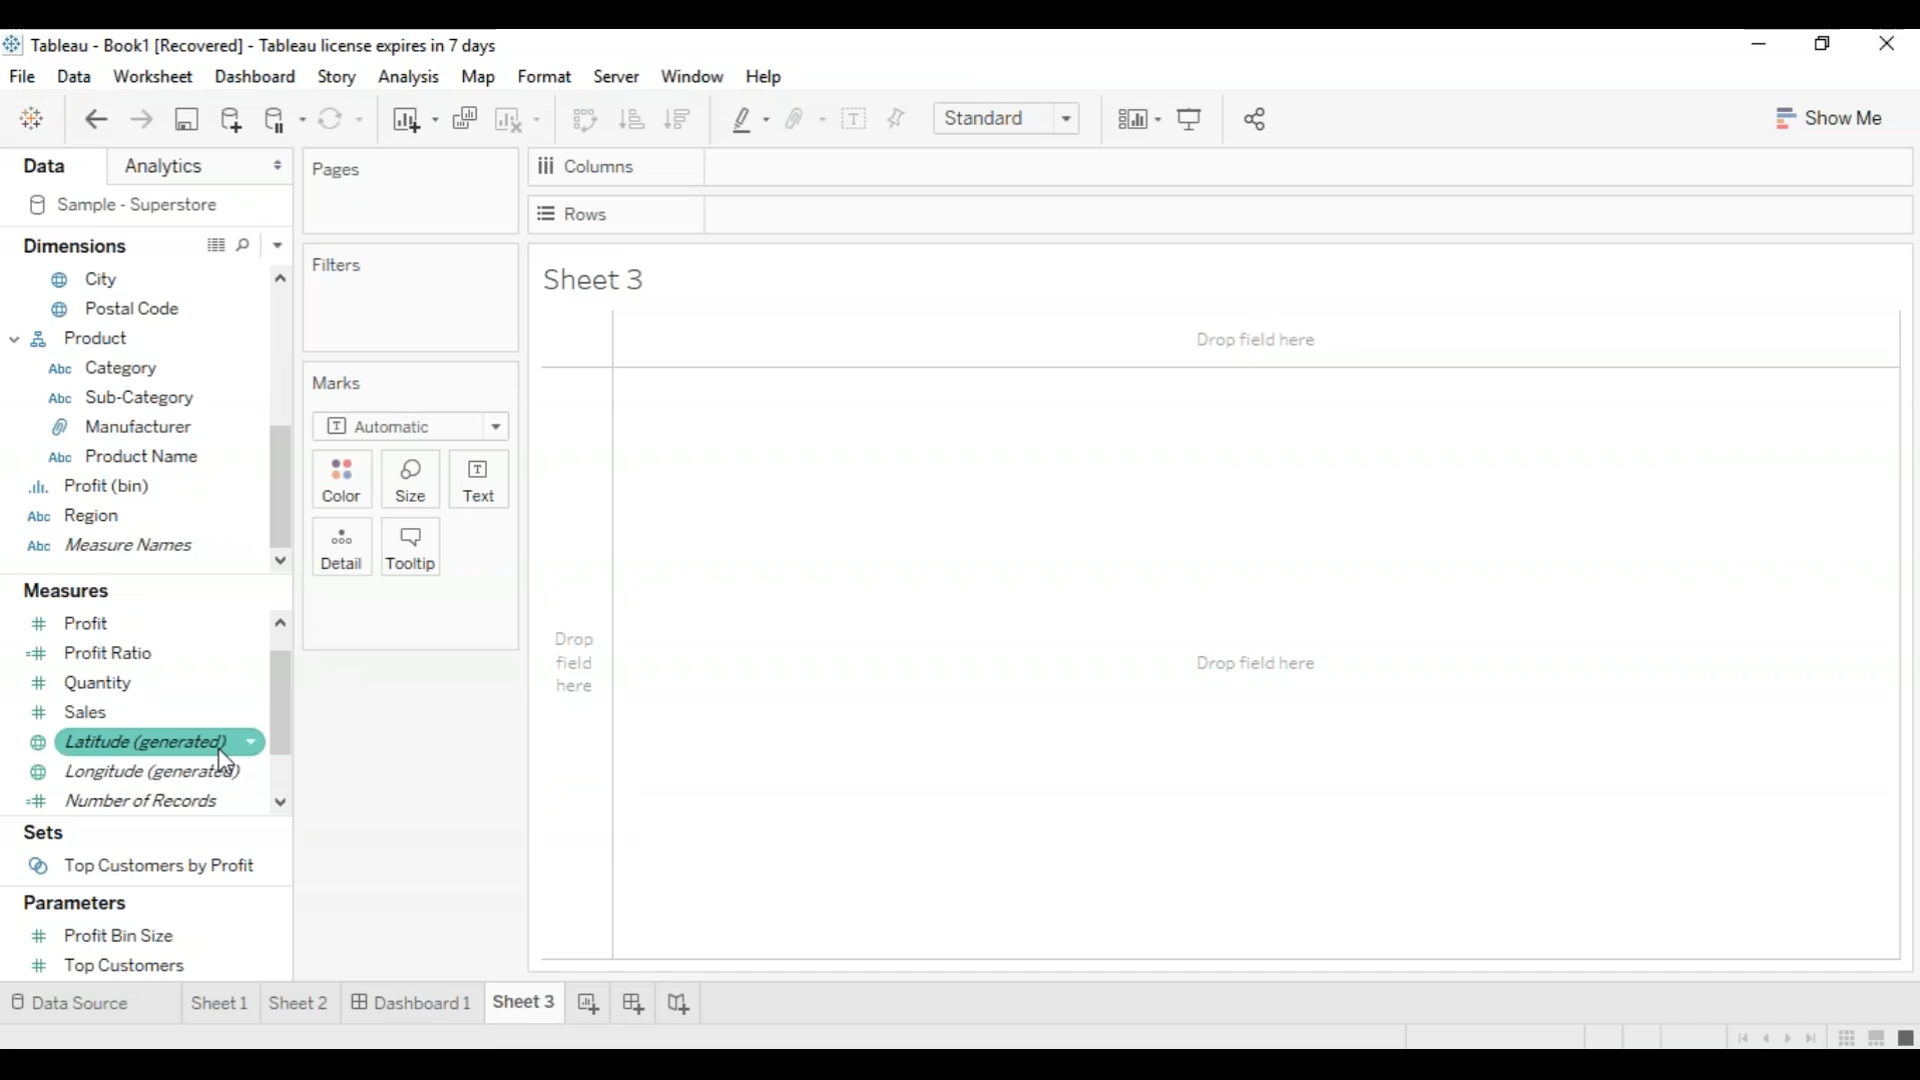 Tableau - Book1 [Recovered] - Tableau license expires in 7 days
File Data Worksheet Dashboard Story Analysis Map Format Server Window Help
Standard
Show Me
Data Analytics
Sample - Superstore
Dimensions
City
Postal Code
Product
Abc Category
Abc Sub-Category
Manufacturer
Abc Product Name
Profit (bin)
Abc Region
Abc Measure Names
Measures
# Profit
=# Profit Ratio
# Quantity
# Sales
Latitude (generated)
Longitude (generated)
=# Number of Records
Sets
Top Customers by Profit
Parameters
# Profit Bin Size
# Top Customers
Pages
Filters
Marks
T Automatic
Color Size T Text
Detail Tooltip
Columns
Rows
Sheet 3
Drop field here
Drop
field
here
Drop field here
Data Source Sheet 1 Sheet 2 Dashboard 1 Sheet 3